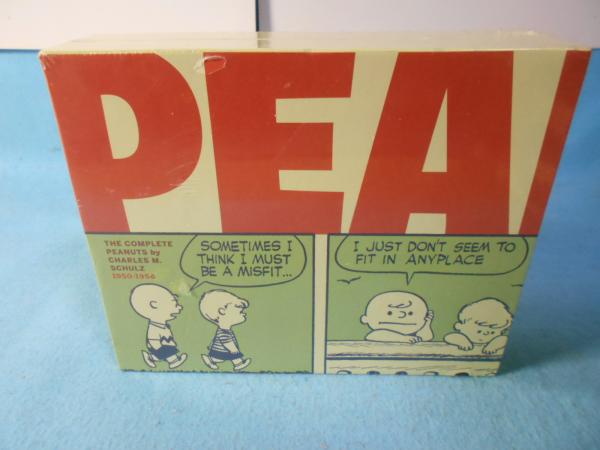 PEA
THE COMPLETE
PEANUTS by
CHARLES M.
SCHULZ
1950-1956
SOMETIMES I
THINK I MUST
BE A MISFIT...
I JUST DON'T SEEM TO
FIT IN ANYPLACE